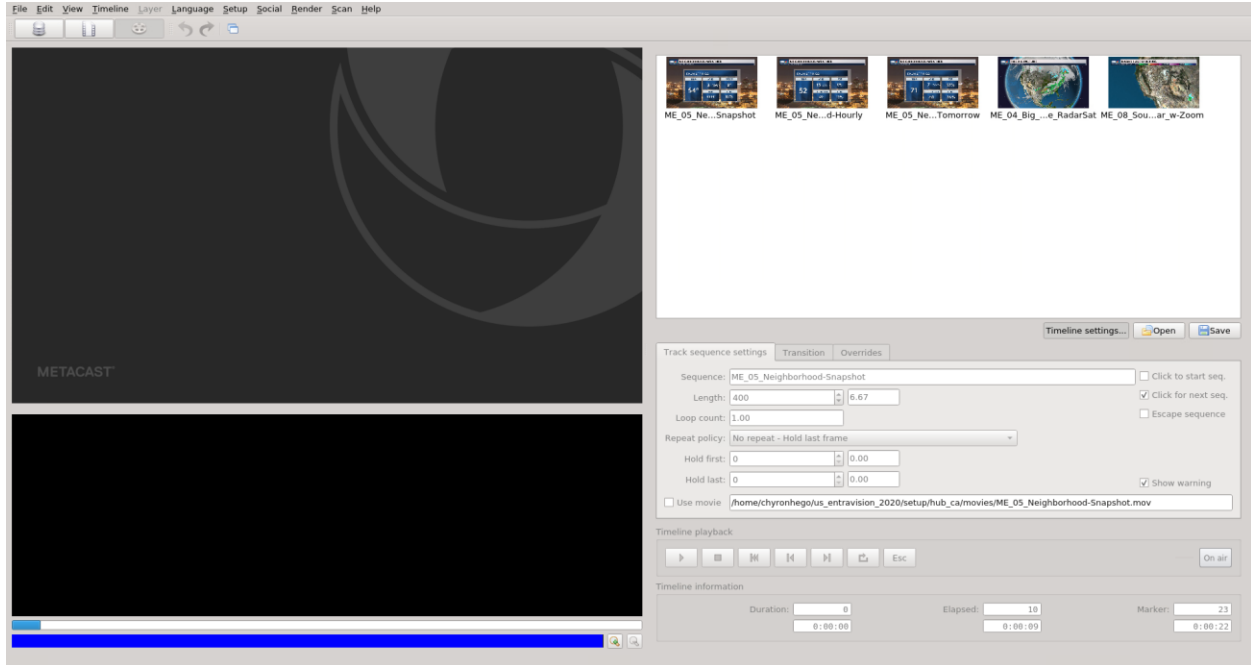 File Edit View Timeline Layer Language Setup Social Render Scan Help
METACAST
ME_05_Ne...Snapshot ME_05_Ne...d-Hourly ME_05_Ne...Tomorrow ME_04_Big_...e_RadarSat ME_08_Sou...ar_w-Zoom
54° 52 71
Timeline settings... Open Save
Track sequence settings Transition Overrides
Sequence: ME_05_Neighborhood-Snapshot Click to start seq.
Length: 400 6.67 Click for next seq.
Loop count: 1.00 Escape sequence
Repeat policy: No repeat - Hold last frame
Hold first: 0 0.00
Hold last: 0 0.00 Show warning
Use movie /home/chyronhego/us_entravision_2020/setup/hub_ca/movies/ME_05_Neighborhood-Snapshot.mov
Timeline playback
Esc On air
Timeline information
Duration: 0 Elapsed: 10 Marker: 23
0:00:00 0:00:09 0:00:22